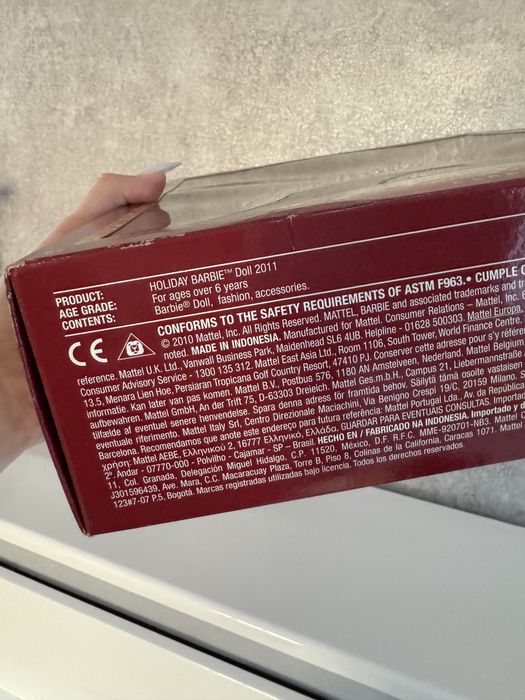 PRODUCT: HOLIDAY BARBIE™ Doll 2011
AGE GRADE: For ages over 6 years
CONTENTS: Barbie® Doll, fashion, accessories.
CE CONFORMS TO THE SAFETY REQUIREMENTS OF ASTM F963.• CUMPLE
© 2010 Mattel, Inc. All Rights Reserved. MATTEL, BARBIE and associated trademarks and
noted. MADE IN INDONESIA. Manufactured for Mattel. Consumer Relations – Mattel, Inc.
reference. Mattel U.K. Ltd., Vanwall Business Park, Maidenhead SL6 4UB. Helpline - 01628 500303. Mattel Europa,
Consumer Advisory Service - 1300 135 312. Mattel East Asia Ltd., Room 1106, South Tower, World Finance Centre,
13.5, Menara Lien Hoe, Persiaran Tropicana Golf Country Resort, 47410 PJ. Conserver cette adresse pour s'y
informatie. Kan later van pas komen. Mattel B.V., Postbus 576, 1180 AN Amstelveen, Nederland. Mattel Belgium
aufbewahren. Mattel GmbH, An der Trift 75, D-63303 Dreieich. Mattel Ges.m.b.H., Campus 21, Liebermannstraße
tilfælde af eventuel senere henvendelse. Spara denna adress för framtida behov. Säilytä tämä osoite vastaisen
eventuale riferimento. Mattel Italy Srl, Centro Direzionale Maciachini, Via Benigno Crespi 19/C, 20159 Milano.
Barcelona. Recomendamos que anote este endereço para futura referência: Mattel Portugal Lda., Av. da República
χρήση: Mattel AEBE, Ελληνικού 2, 16777 Ελληνικό, Ελλάδα. GUARDAR PARA EVENTUAIS CONSULTAS. Importado
2º. Andar - 07770-000 - Polvilho - Cajamar - SP – Brasil. HECHO EN / FABRICADO NA INDONESIA. Importado y
11, Col. Granada, Delegación Miguel Hidalgo, C.P. 11520, México, D.F. R.F.C. MME-920701-NB3. Mattel
J301596439, Ave. Mara, C.C. Macaracuay Plaza, Torre B, Piso 8, Colinas de la California, Caracas 1071. Mattel
123#7-07 P.5, Bogotá. Marcas registradas utilizadas bajo licencia. Todos los derechos reservados.